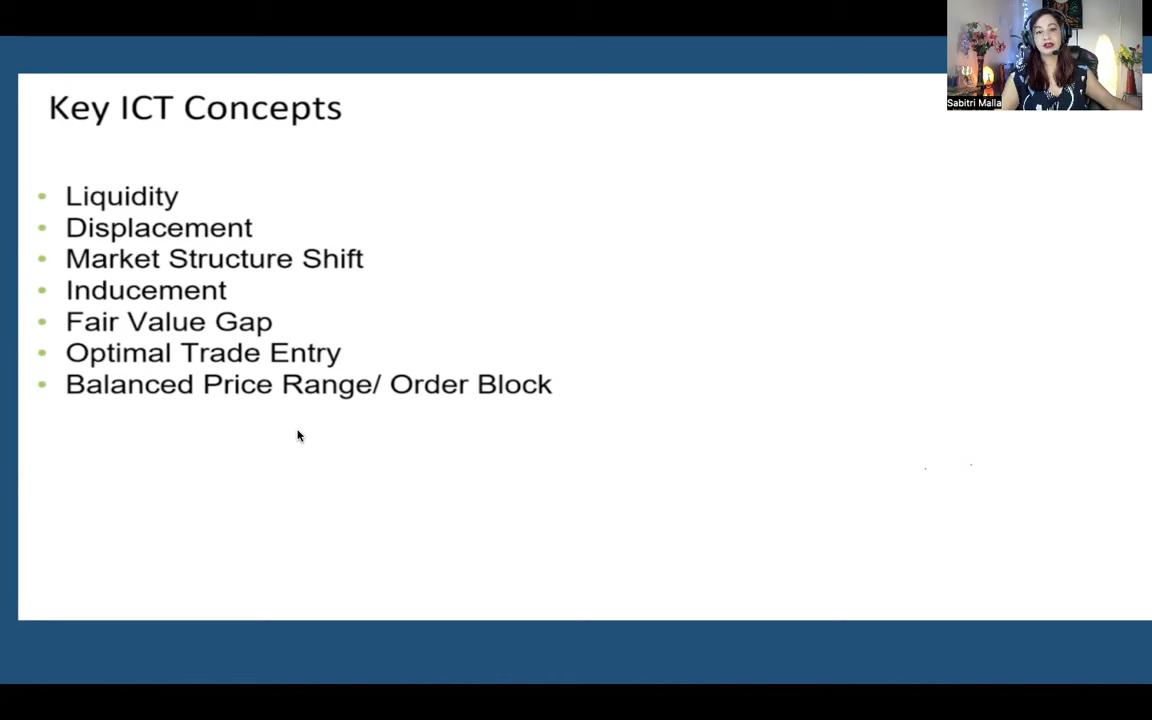 Key ICT Concepts
Sabitri Malla
• Liquidity
• Displacement
• Market Structure Shift
• Inducement
• Fair Value Gap
• Optimal Trade Entry
• Balanced Price Range/ Order Block